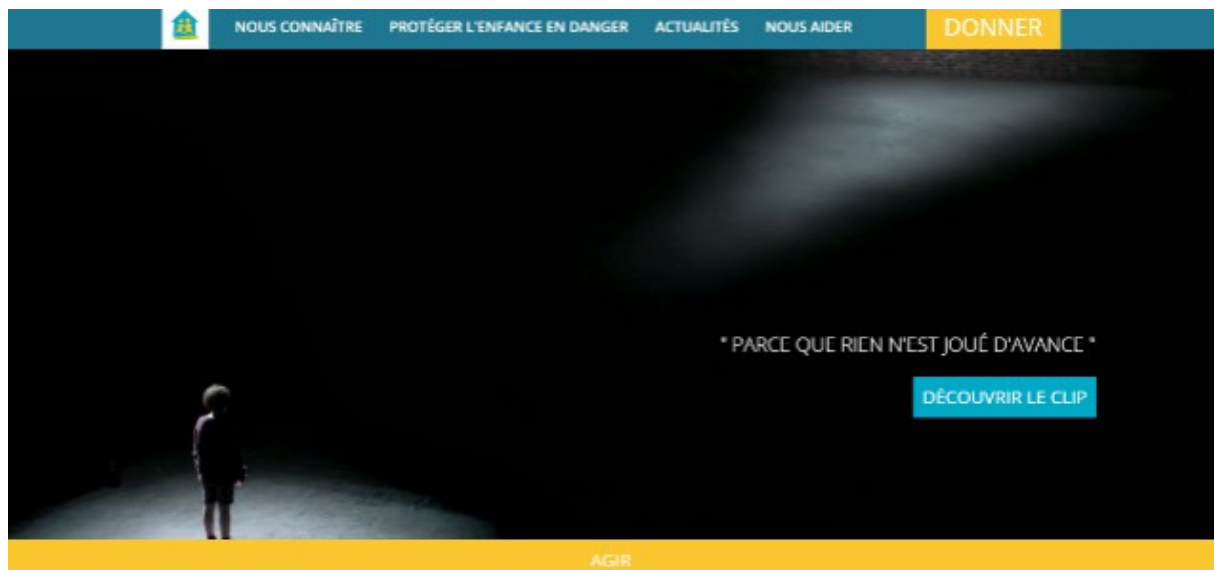 NOUS CONNAÎTRE PROTÉGER L'ENFANCE EN DANGER ACTUALITÉS NOUS AIDER DONNER
" PARCE QUE RIEN N'EST JOUÉ D'AVANCE "
DÉCOUVRIR LE CLIP
AGIR